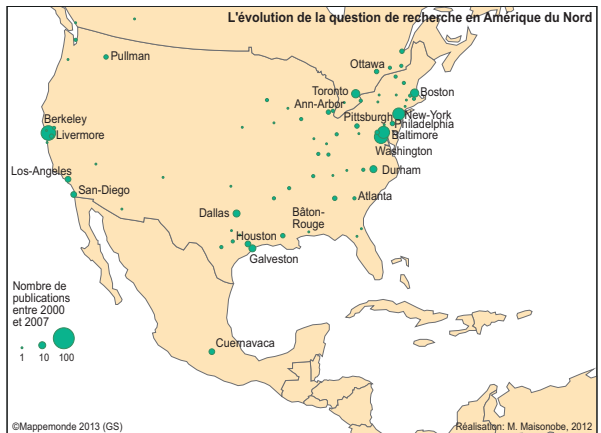 L'évolution de la question de recherche en Amérique du Nord
Pullman
Ottawa
Toronto
Boston
Ann-Arbor
Pittsburgh
New-York
Philadelphia
Baltimore
Washington
Berkeley
Livermore
Los-Angeles
San-Diego
Durham
Atlanta
Dallas
Bâton-
Rouge
Houston
Galveston
Cuernavaca
Nombre de
publications
entre 2000
et 2007
1 10 100
©Mappemonde 2013 (GS)
Réalisation: M. Maisonobe, 2012